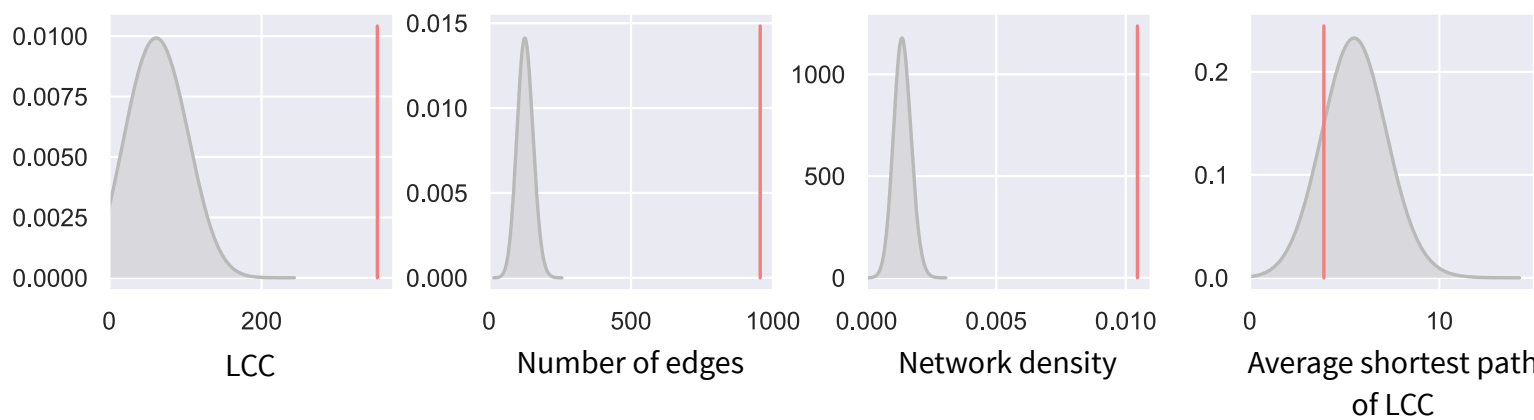 0.0100
0.0075
0.0050
0.0025
0.0000
0 200
LCC
0.015
0.010
0.005
0.000
0 500 1000
Number of edges
1000
500
0
0.000 0.005 0.010
Network density
0.2
0.1
0.0
0 10
Average shortest path
of LCC